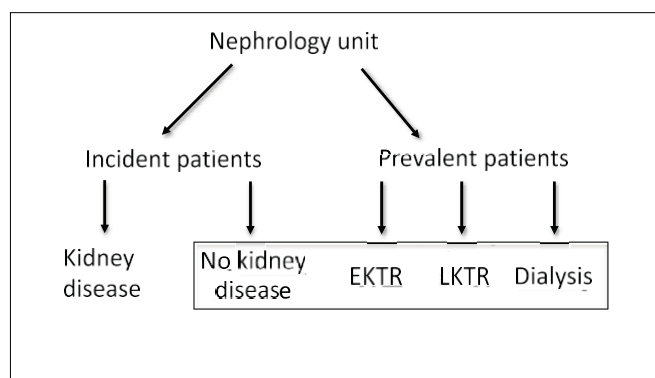 Nephrology unit
Incident patients
Prevalent patients
Kidney
disease
No kidney
disease
EKTR
LKTR
Dialysis